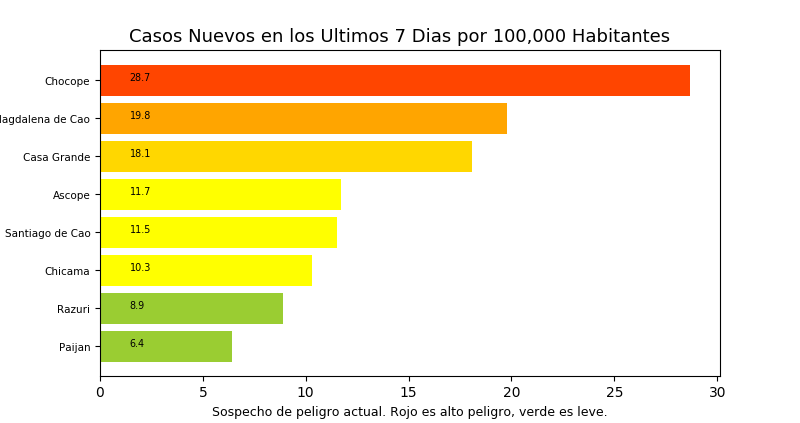 Casos Nuevos en los Ultimos 7 Dias por 100,000 Habitantes
Chocope 28.7
de Cao 19.8
Casa Grande 18.1
Ascope 11.7
Santiago de Cao 11.5
Chicama 10.3
Razuri 8.9
Paijan 6.4
0 5 10 15 20 25 30
Sospecho de peligro actual. Rojo es alto peligro, verde es leve.